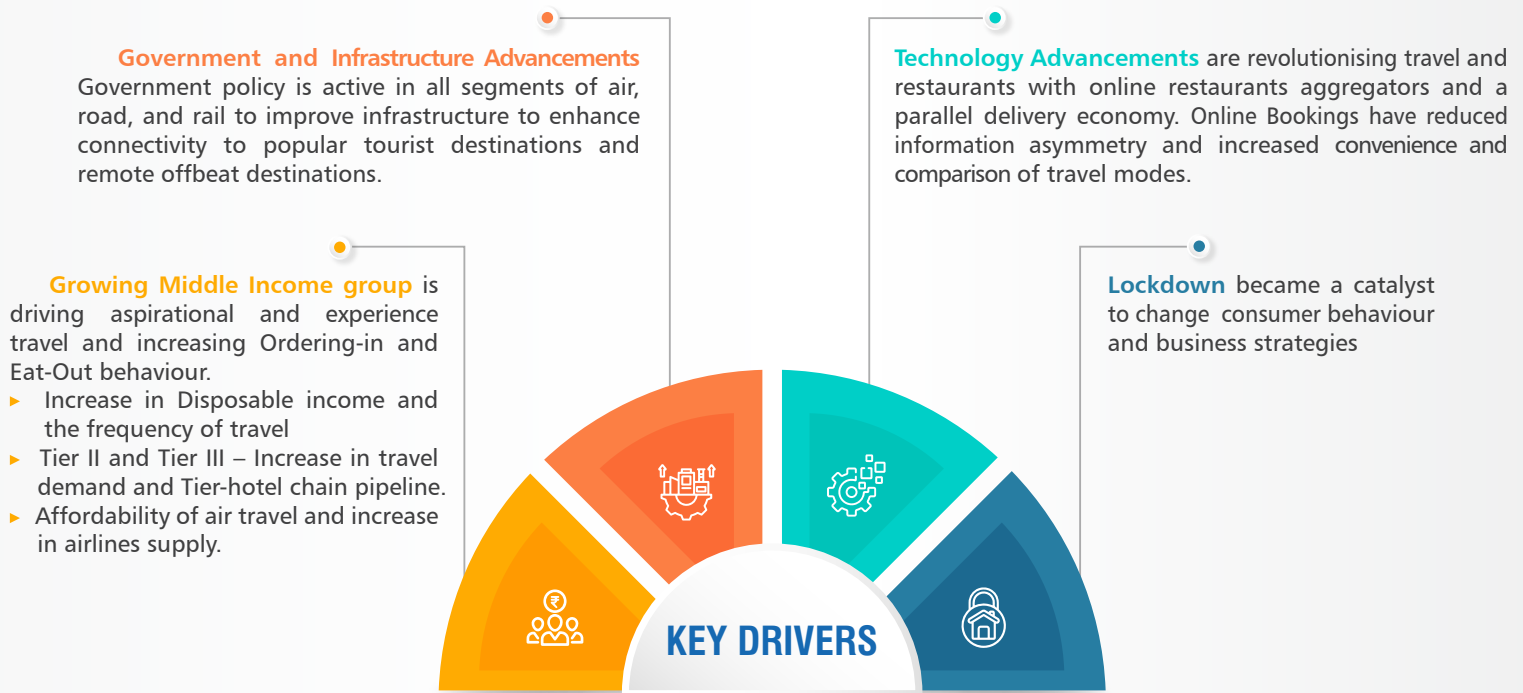 Government and Infrastructure Advancements
Government policy is active in all segments of air,
road, and rail to improve infrastructure to enhance
connectivity to popular tourist destinations and
remote offbeat destinations.
Technology Advancements are revolutionising travel and
restaurants with online restaurants aggregators and a
parallel delivery economy. Online Bookings have reduced
information asymmetry and increased convenience and
comparison of travel modes.
Growing Middle Income group is
driving aspirational and experience
travel and increasing Ordering-in and
Eat-Out behaviour.
▸ Increase in Disposable income and
the frequency of travel
▸ Tier II and Tier III – Increase in travel
demand and Tier-hotel chain pipeline.
▸ Affordability of air travel and increase
in airlines supply.
Lockdown became a catalyst
to change consumer behaviour
and business strategies
₹
KEY DRIVERS